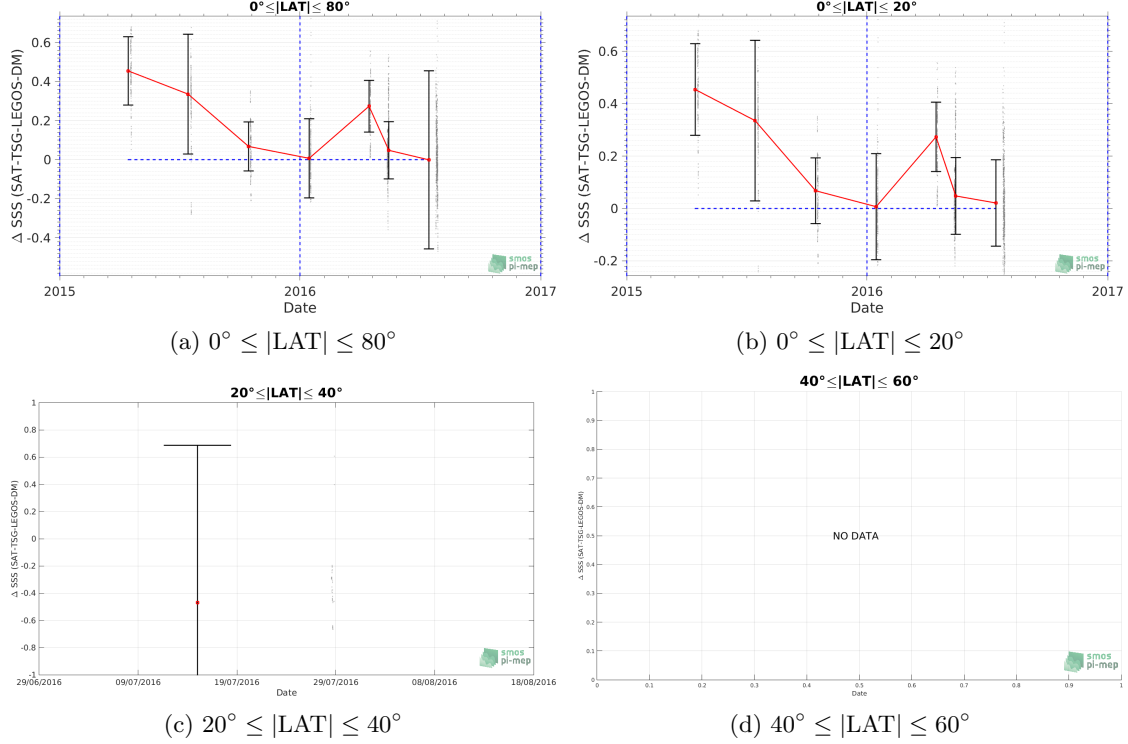 0°≤|LAT|≤ 80°
Δ SSS (SAT-TSG-LEGOS-DM)
0.6
0.4
0.2
0
-0.2
-0.4
2015
2016
2017
Date
smos
pi-mep
(a) 0° ≤ |LAT| ≤ 80°
0°≤|LAT|≤ 20°
Δ SSS (SAT-TSG-LEGOS-DM)
0.6
0.4
0.2
0
-0.2
2015
2016
2017
Date
smos
pi-mep
(b) 0° ≤ |LAT| ≤ 20°
20°≤|LAT|≤ 40°
Δ SSS (SAT-TSG-LEGOS-DM)
1
0.8
0.6
0.4
0.2
0
-0.2
-0.4
-0.6
-0.8
-1
29/06/2016
09/07/2016
19/07/2016
29/07/2016
08/08/2016
18/08/2016
Date
smos
pi-mep
(c) 20° ≤ |LAT| ≤ 40°
40°≤|LAT|≤ 60°
Δ SSS (SAT-TSG-LEGOS-DM)
1
0.9
0.8
0.7
0.6
0.5
0.4
0.3
0.2
0.1
0
NO DATA
0
0.1
0.2
0.3
0.4
0.5
0.6
0.7
0.8
0.9
1
Date
smos
pi-mep
(d) 40° ≤ |LAT| ≤ 60°